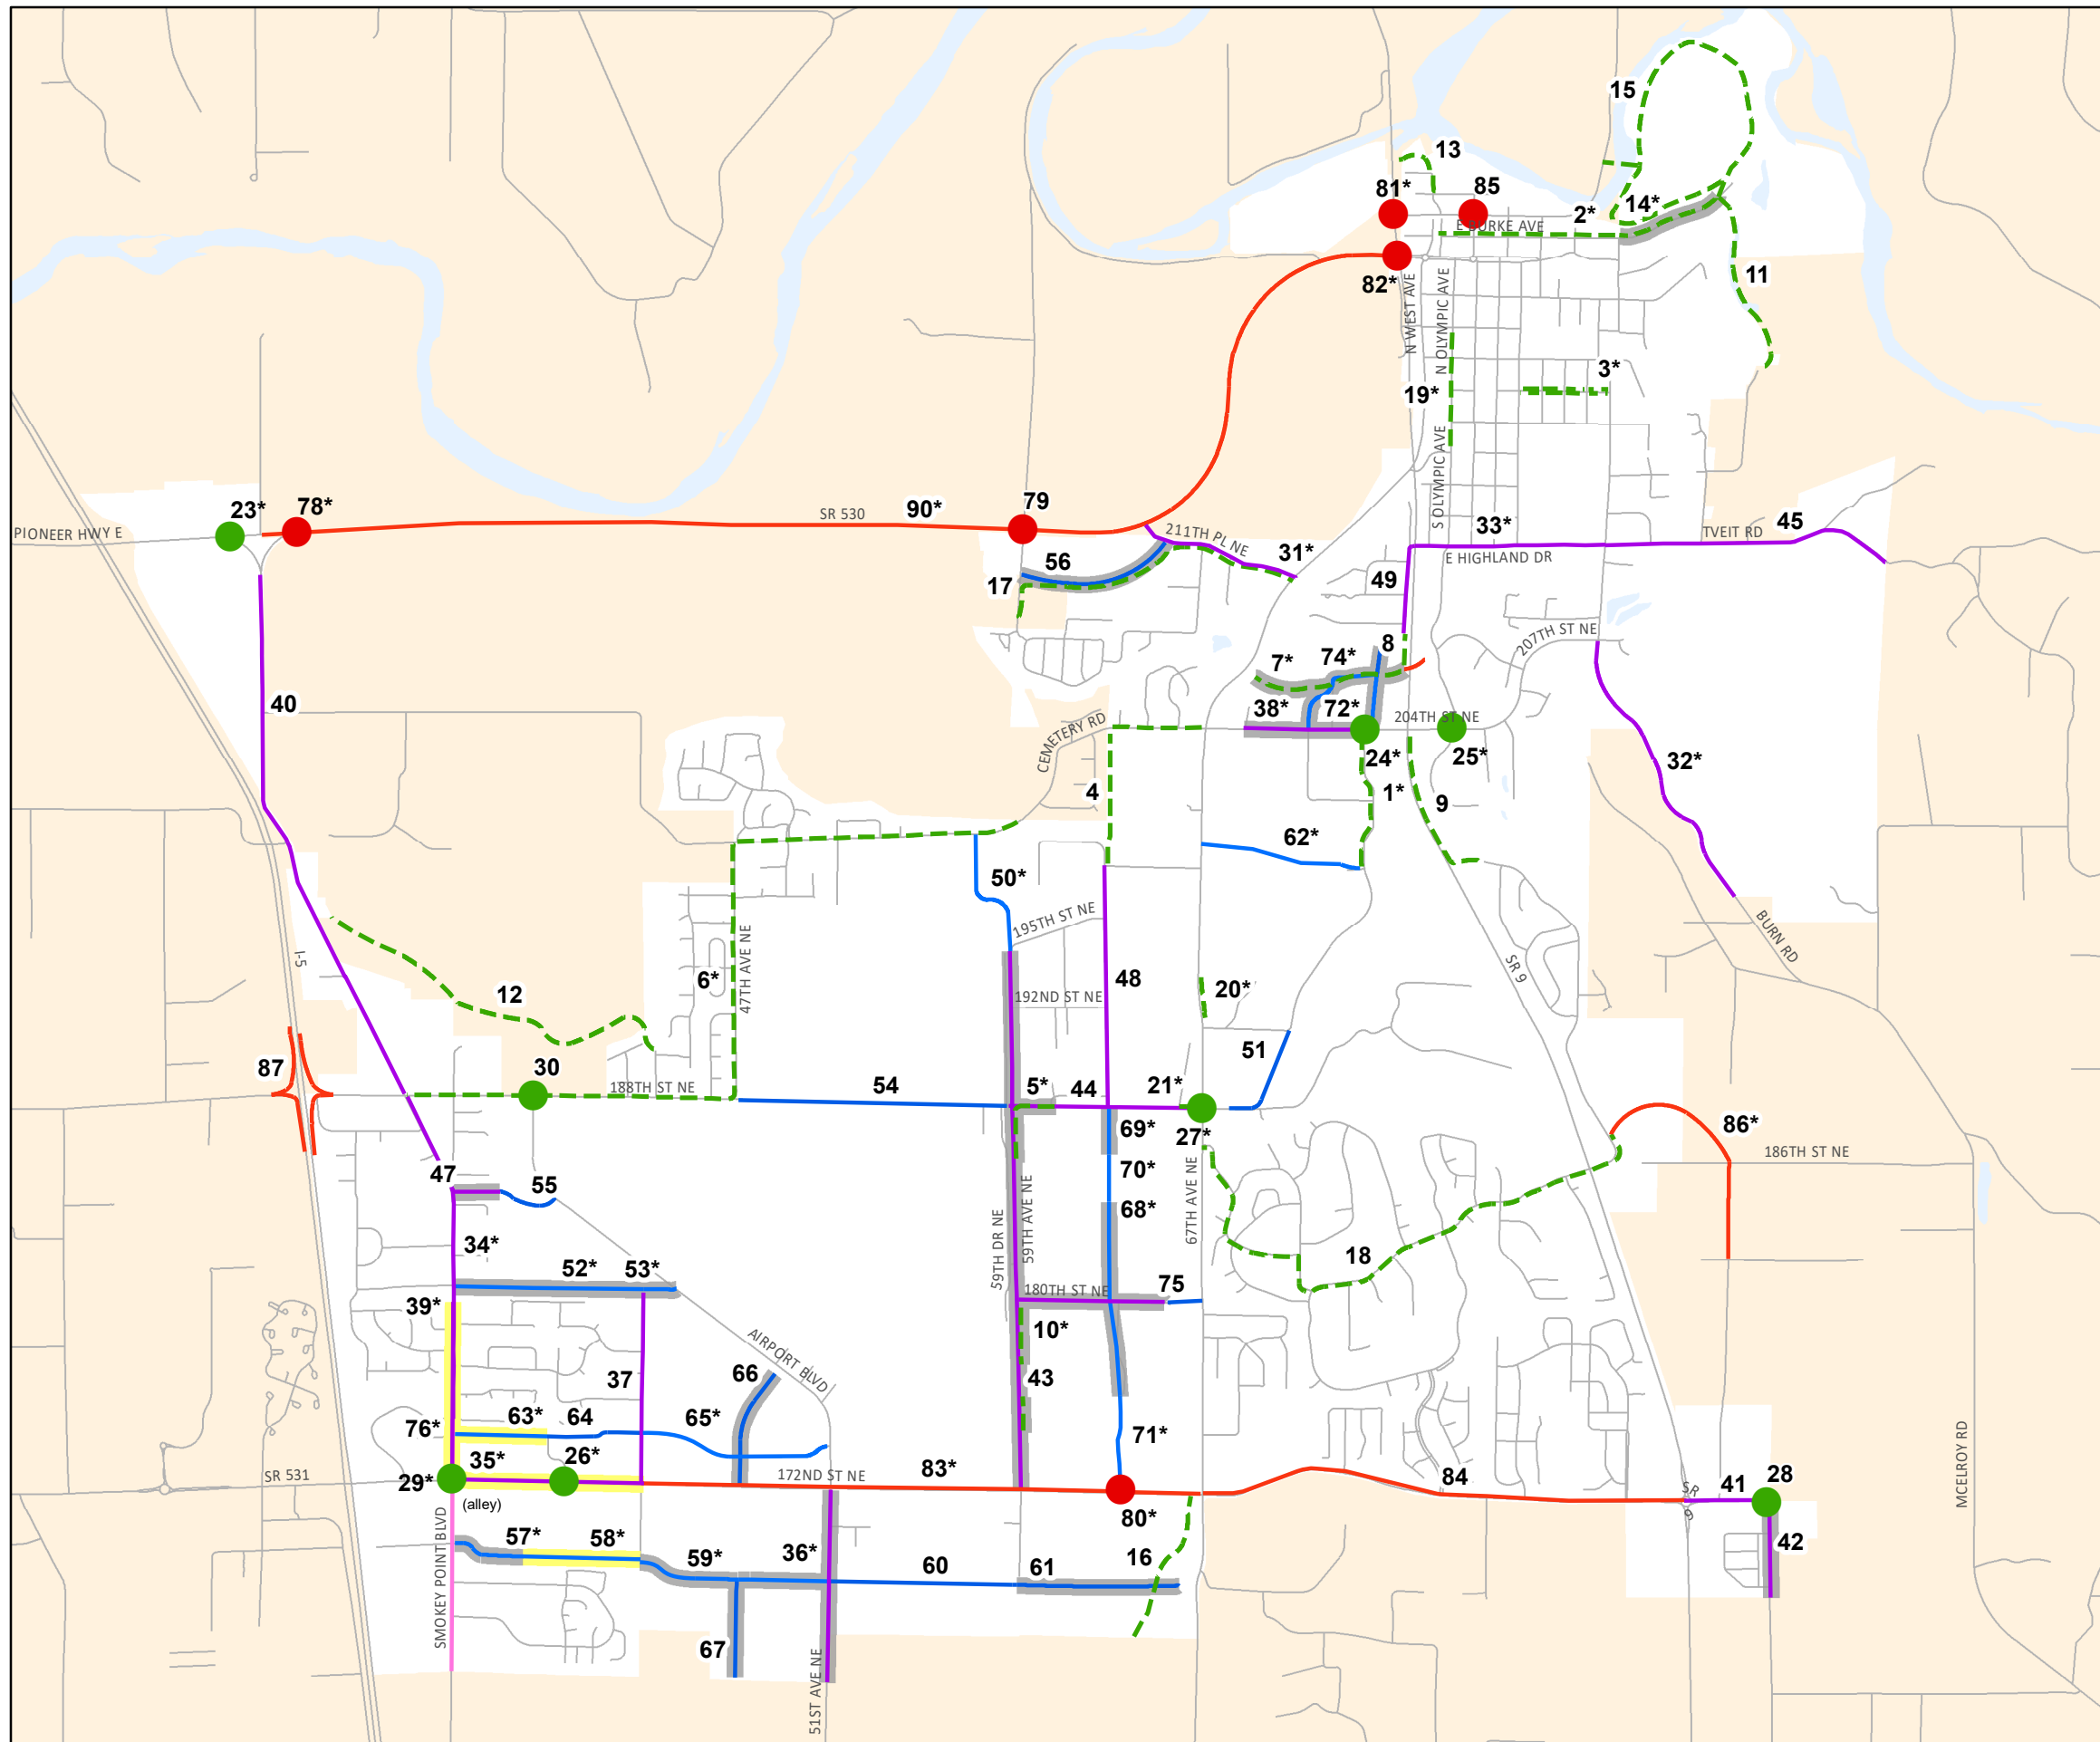 15
13
81*
85
2*
14*
E BURKE AVE
11
82*
N WEST AVE
N OLYMPIC AVE
3*
19*
S OLYMPIC AVE
23*
78*
90*
79
SR 530
PIONEER HWY E
211TH PL NE
31*
33*
TVEIT RD
45
E HIGHLAND DR
56
17
49
207TH ST NE
8
7*
74*
40
38*
72*
204TH ST NE
CEMETERY RD
24*
25*
32*
4
1*
9
62*
50*
195TH ST NE
BURN RD
I-5
47TH AVE NE
6*
48
SR 9
12
192ND ST NE
20*
51
87
30
188TH ST NE
54
5*
44
21*
69*
27*
86*
186TH ST NE
47
55
70*
68*
59TH DR NE
59TH AVE NE
67TH AVE NE
34*
18
52*
53*
180TH ST NE
75
39*
10*
AIRPORT BLVD
37
66
43
76*
63*
64
65*
71*
35*
26*
83*
172ND ST NE
SR 531
29*
(alley)
84
SR 9
41
28
MCELROY RD
80*
SMOKEY POINT BLVD
57*
58*
59*
36*
60
61
16
42
67
51ST AVE NE